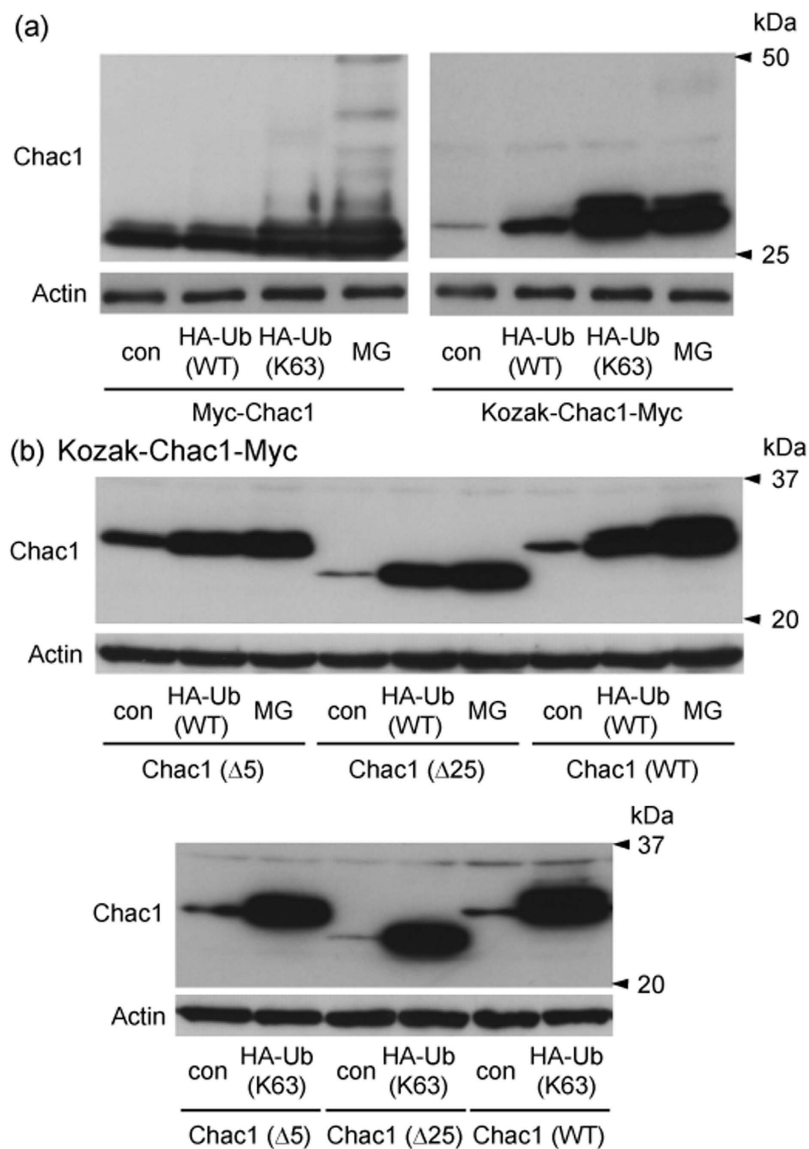 (a)
kDa
50
Chac1
25
Actin
con HA-Ub (WT) HA-Ub (K63) MG con HA-Ub (WT) HA-Ub (K63) MG
Myc-Chac1 Kozak-Chac1-Myc
(b) Kozak-Chac1-Myc
kDa
37
Chac1
20
Actin
con HA-Ub (WT) MG con HA-Ub (WT) MG con HA-Ub (WT) MG
Chac1 (Δ5) Chac1 (Δ25) Chac1 (WT)
kDa
37
Chac1
20
Actin
con HA-Ub (K63) con HA-Ub (K63) con HA-Ub (K63)
Chac1 (Δ5) Chac1 (Δ25) Chac1 (WT)